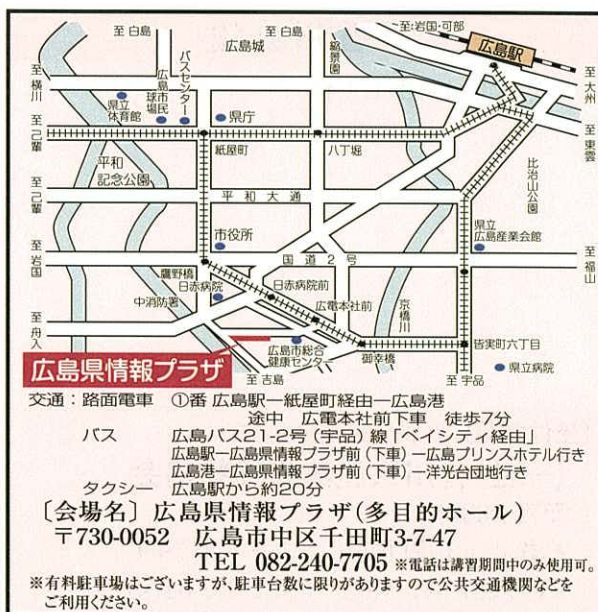 至 白島
至 白島
至:岩国・可部
広島城
縮景園
広島駅
至 横川
県立体育館
広島市民球場
バスセンター
県庁
至 大州
至 己斐
紙屋町
八丁堀
至 東雲
平和記念公園
比治山公園
至 己斐
平和大通
県立広島産業会館
市役所
至 岩国
国道2号
至 福山
鷹野橋
日赤病院
日赤病院前
中消防署
広電本社前
京橋川
至 舟入
広島市総合健康センター
御幸橋
皆実町六丁目
広島県情報プラザ
至 吉島
至 宇品
県立病院
交通:路面電車 ①番 広島駅ー紙屋町経由ー広島港
途中 広電本社前下車 徒歩7分
バス 広島バス21-2号(宇品)線「ベイシティ経由」
広島駅ー広島県情報プラザ前(下車)ー広島プリンスホテル行き
広島港ー広島県情報プラザ前(下車)ー洋光台団地行き
タクシー 広島駅から約20分
〔会場名〕広島県情報プラザ(多目的ホール)
〒730-0052 広島市中区千田町3-7-47
TEL 082-240-7705 ※電話は講習期間中のみ使用可。
※有料駐車場はございますが、駐車台数に限りがありますので公共交通機関などを
ご利用ください。